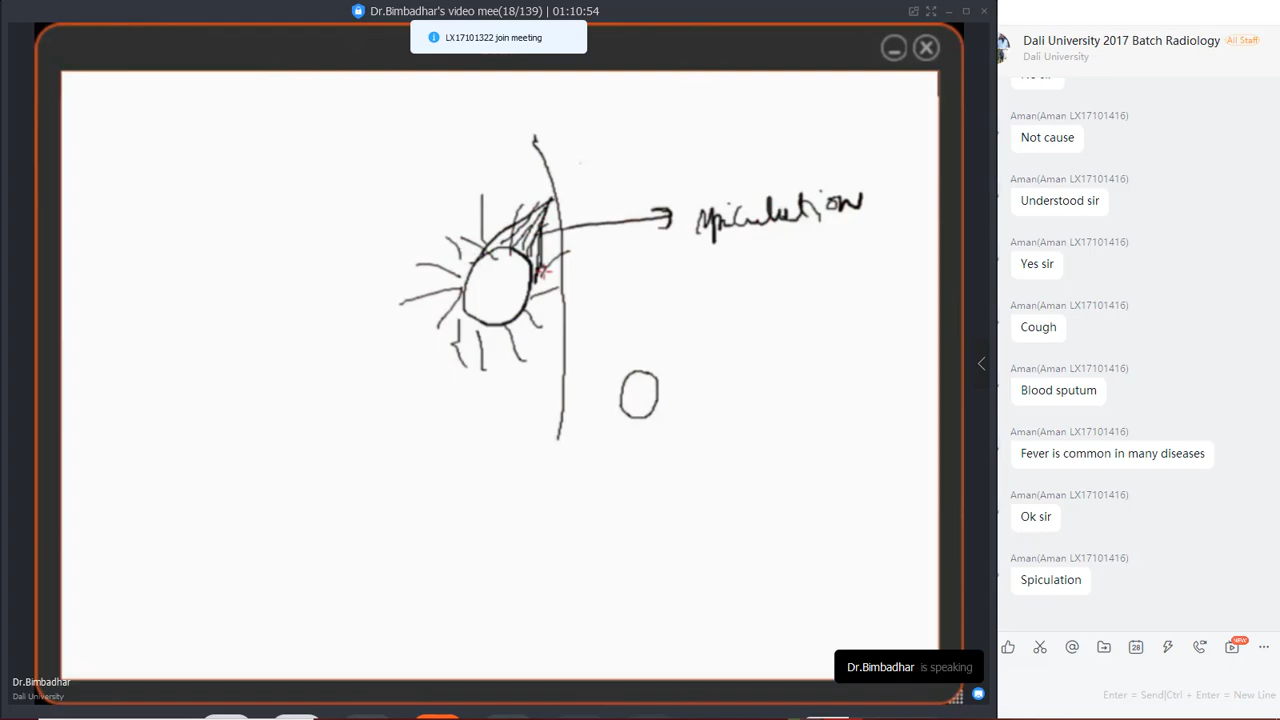 Dr.Bimbadhar's video mee(18/139) | 01:10:54
LX17101322 join meeting
spiculation
Dr.Bimbadhar is speaking
Dr.Bimbadhar
Dali University
Dali University 2017 Batch Radiology All Staff
Dali University
No sir
Aman(Aman LX17101416)
Not cause
Aman(Aman LX17101416)
Understood sir
Aman(Aman LX17101416)
Yes sir
Aman(Aman LX17101416)
Cough
Aman(Aman LX17101416)
Blood sputum
Aman(Aman LX17101416)
Fever is common in many diseases
Aman(Aman LX17101416)
Ok sir
Aman(Aman LX17101416)
Spiculation
28
NEW
Enter = Send|Ctrl + Enter = New Line